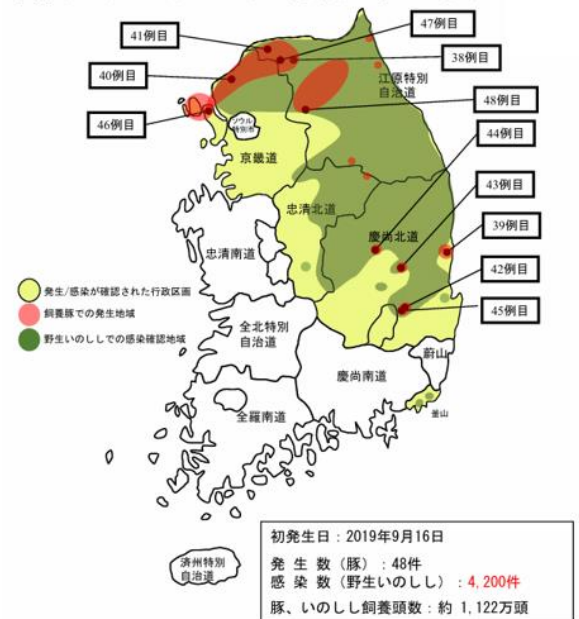 41例目
47例目
38例目
40例目
江原特別
自治道
48例目
46例目
ソウル
特別市
44例目
京畿道
43例目
忠清北道
慶尚北道
39例目
忠清南道
42例目
発生/感染が確認された行政区画
飼養豚での発生地域
45例目
野生いのししでの感染確認地域
全北特別
自治道
蔚山
慶尚南道
全羅南道
釜山
初発生日：2019年9月16日
発 生 数（豚）：48件
感 染 数（野生いのしし）：4,200件
豚、いのしし飼養頭数：約 1,122万頭
済州特別
自治道